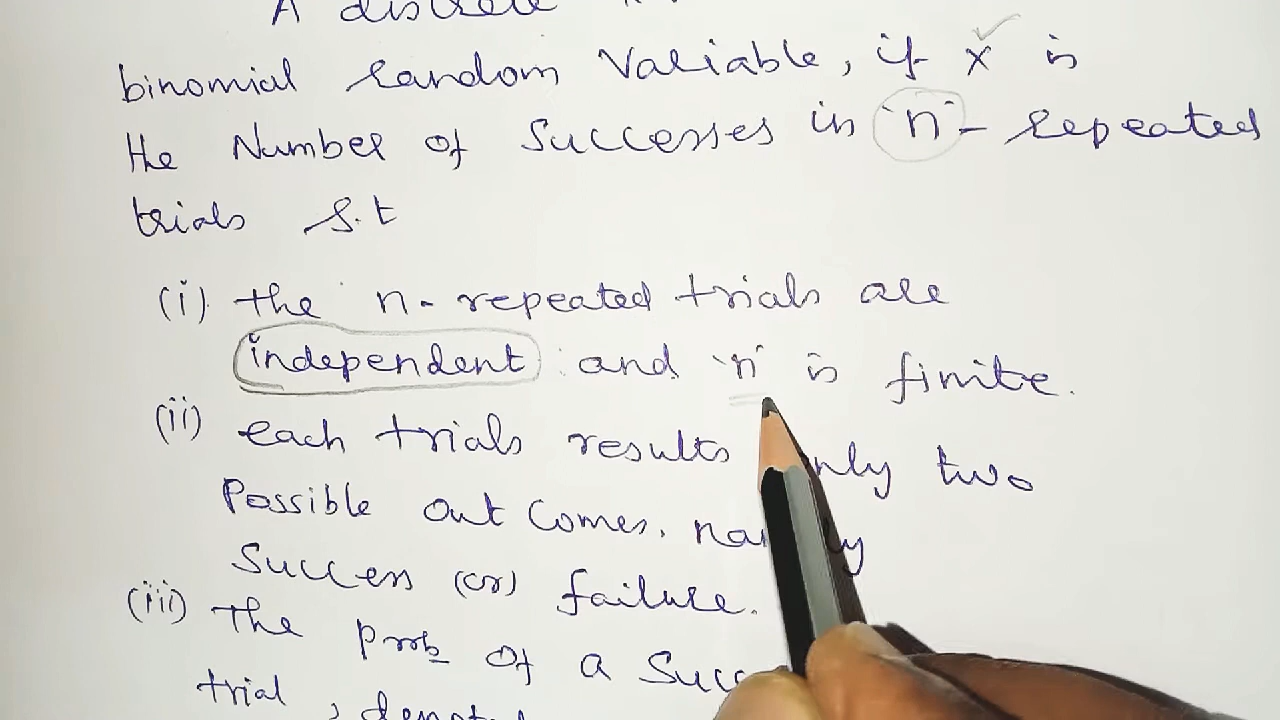 A discrete
binomial random Variable, if X is
the Number of Successes in 'n' - repeated
trials s.t
(i) the n- repeated trials are
independent and 'n' is finite.
(ii) each trials results only two
Possible Out Comes, namely
Success (or) failure.
(iii) The prob of a Succ
trial, denoted